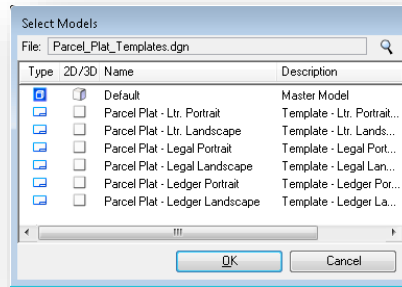 Select Models
File: Parcel_Plat_Templates.dgn
Type 2D/3D Name Description
Default Master Model
Parcel Plat - Ltr. Portrait Template - Ltr. Portrait...
Parcel Plat - Ltr. Landscape Template - Ltr. Lands...
Parcel Plat - Legal Portrait Template - Legal Port...
Parcel Plat - Legal Landscape Template - Legal Lan...
Parcel Plat - Ledger Portrait Template - Ledger Por...
Parcel Plat - Ledger Landscape Template - Ledger La...
OK Cancel